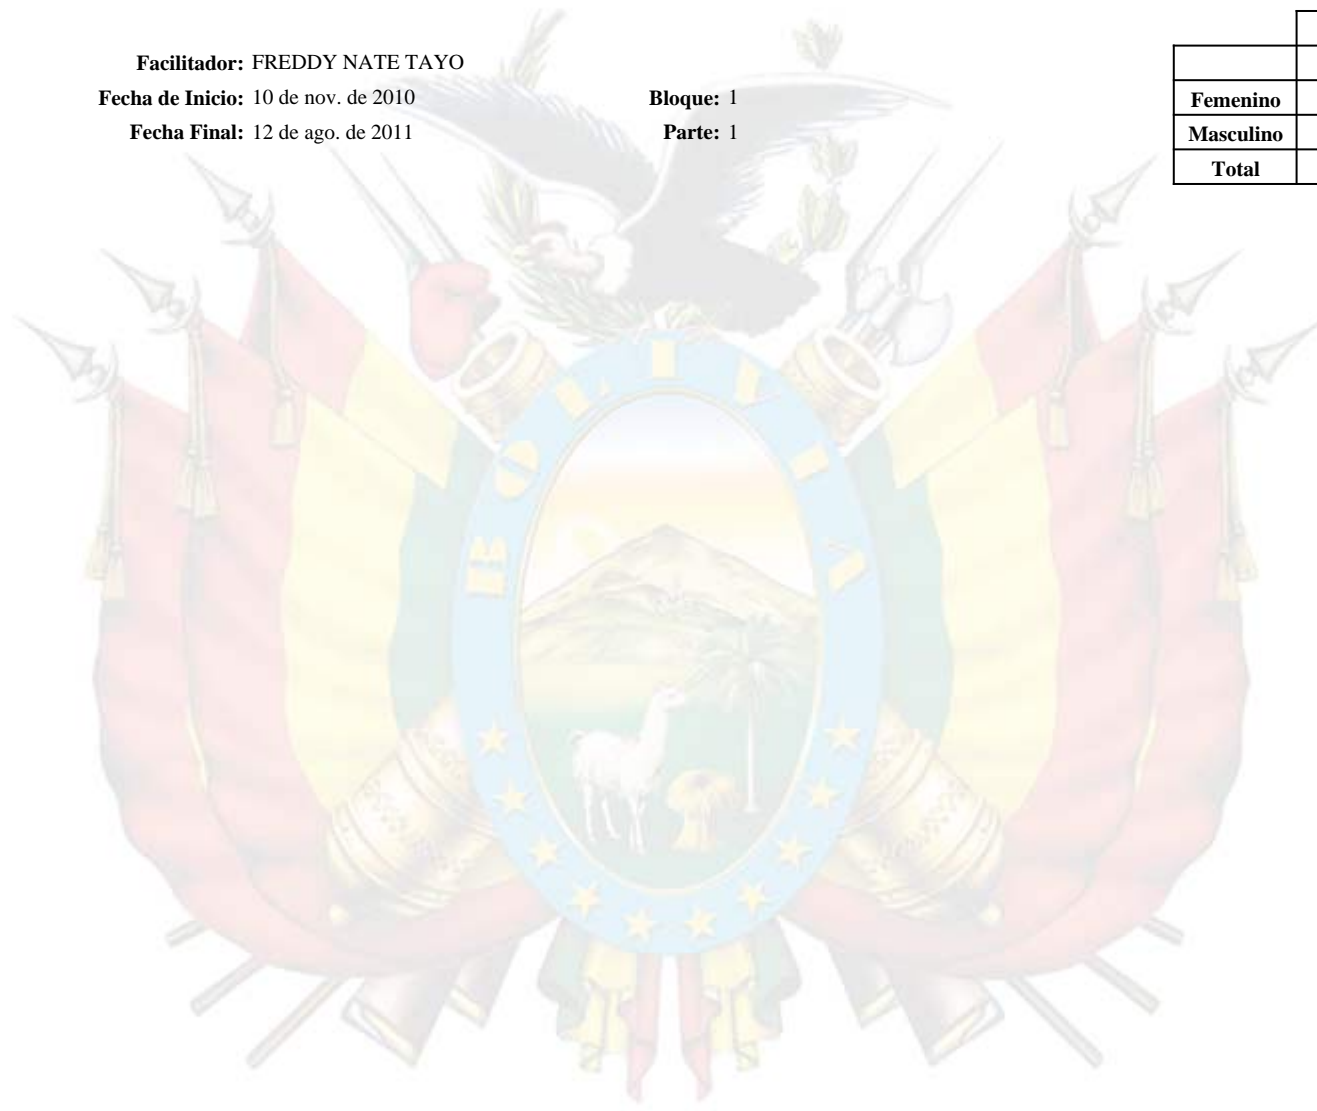 Facilitador: FREDDY NATE TAYO
Fecha de Inicio: 10 de nov. de 2010
Bloque: 1
Fecha Final: 12 de ago. de 2011
Parte: 1
Femenino
Masculino
Total
BOLIVIA